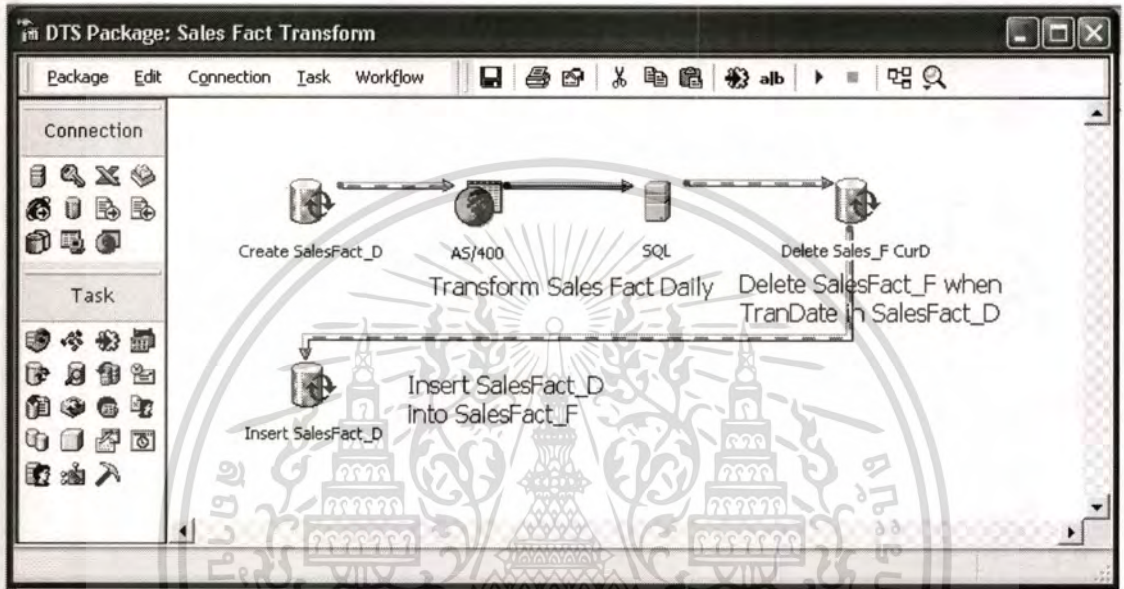 DTS Package: Sales Fact Transform
Package Edit Connection Task Workflow
Connection
Task
Create SalesFact_D
AS/400
SQL
Delete Sales_F CurD
Transform Sales Fact Daily
Delete SalesFact_F when
TranDate in SalesFact_D
Insert SalesFact_D
Insert SalesFact_D
into SalesFact_F